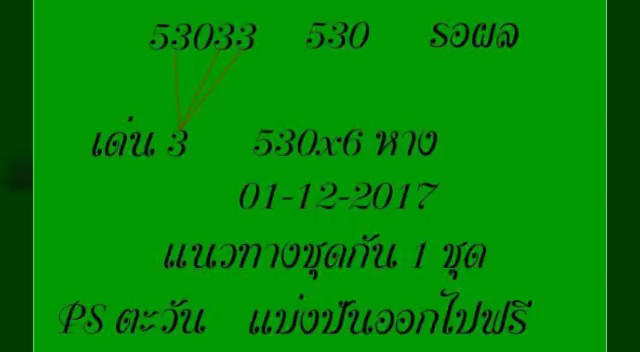 53033 530 รอผล
เด่น 3 530x6 หาง
01-12-2017
แนวทางชุดกัน 1 ชุด
PS ตะวัน แบ่งปันออกไปฟรี